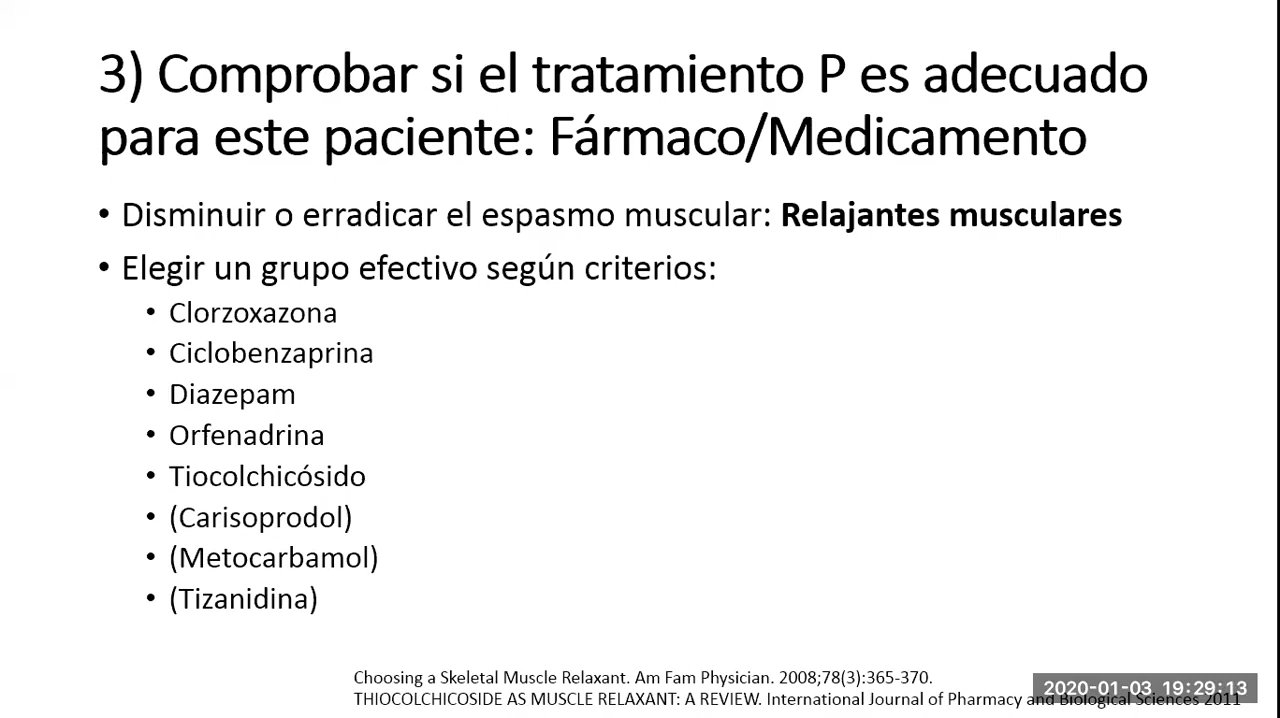 3) Comprobar si el tratamiento P es adecuado
para este paciente: Fármaco/Medicamento
• Disminuir o erradicar el espasmo muscular: Relajantes musculares
• Elegir un grupo efectivo según criterios:
• Clorzoxazona
• Ciclobenzaprina
• Diazepam
• Orfenadrina
• Tiocolchicósido
• (Carisoprodol)
• (Metocarbamol)
• (Tizanidina)
Choosing a Skeletal Muscle Relaxant. Am Fam Physician. 2008;78(3):365-370.
THIOCOLCHICOSIDE AS MUSCLE RELAXANT: A REVIEW. International Journal of Pharmacy and Biological Sciences 2011
2020-01-03 19:29:13